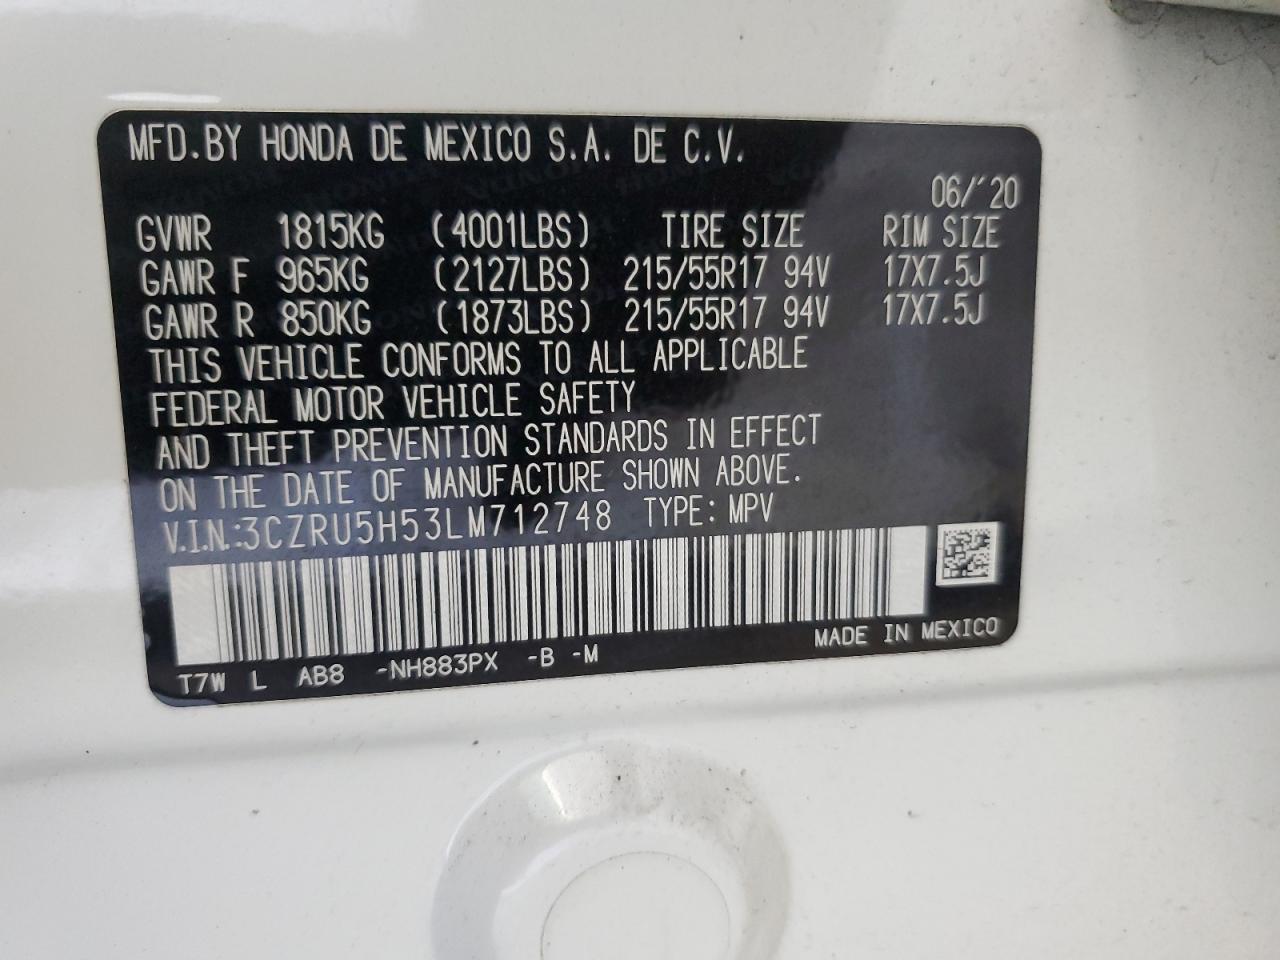 MFD.BY HONDA DE MEXICO S.A. DE C.V.
06/'20
GVWR 1815KG (4001LBS) TIRE SIZE RIM SIZE
GAWR F 965KG (2127LBS) 215/55R17 94V 17X7.5J
GAWR R 850KG (1873LBS) 215/55R17 94V 17X7.5J
THIS VEHICLE CONFORMS TO ALL APPLICABLE
FEDERAL MOTOR VEHICLE SAFETY
AND THEFT PREVENTION STANDARDS IN EFFECT
ON THE DATE OF MANUFACTURE SHOWN ABOVE.
V.I.N.:3CZRU5H53LM712748 TYPE: MPV
MADE IN MEXICO
T7W L AB8 -NH883PX -B -M